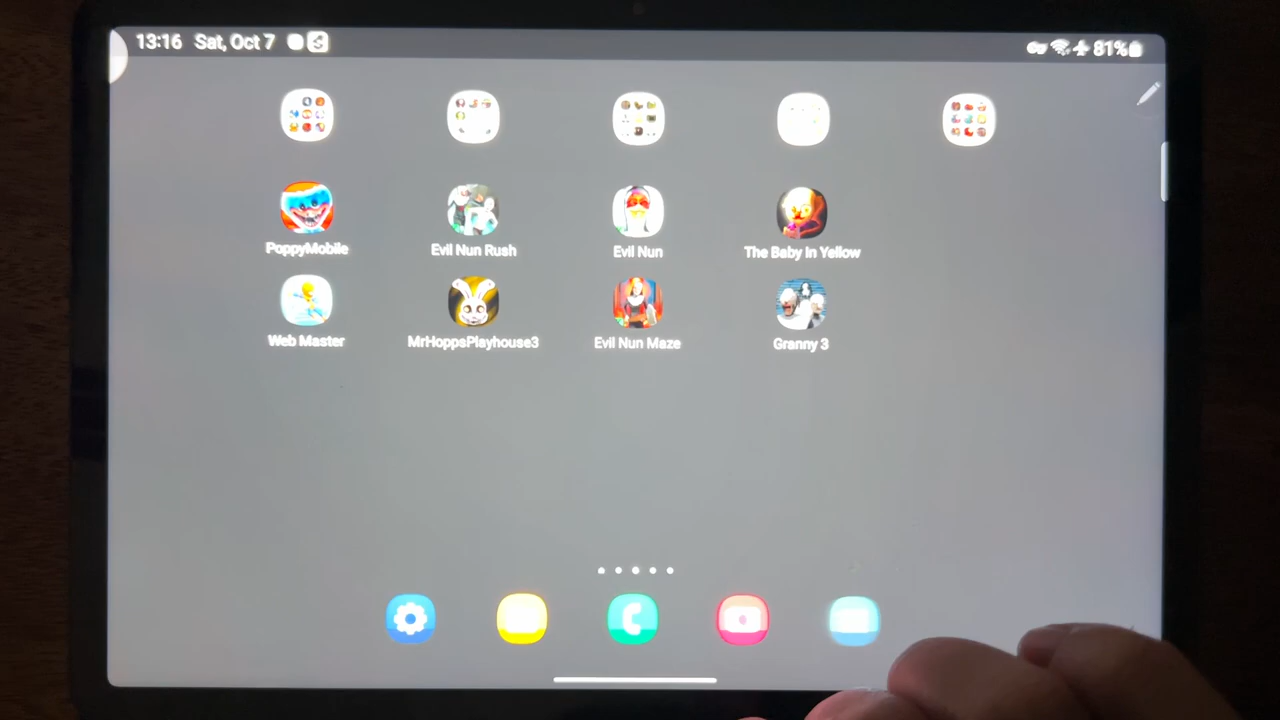 13:16 Sat, Oct 7 81%
PoppyMobile
Evil Nun Rush
Evil Nun
The Baby In Yellow
Web Master
MrHoppsPlayhouse3
Evil Nun Maze
Granny 3